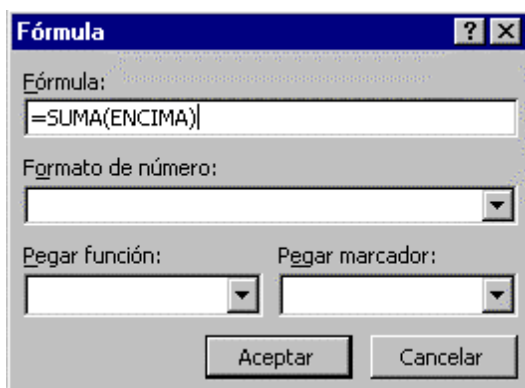 Fórmula
Fórmula:
=SUMA(ENCIMA)
Formato de número:
Pegar función: Pegar marcador:
Aceptar Cancelar